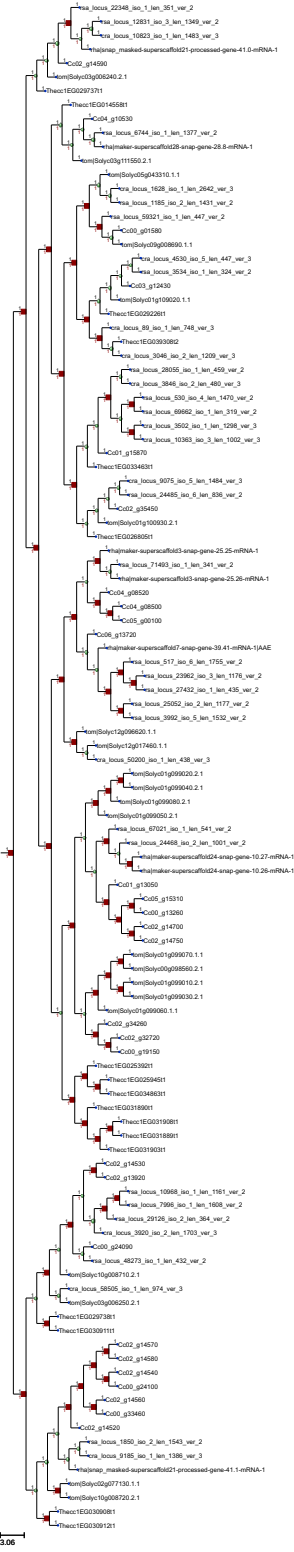 rsa_locus_22348_iso_1_len_351_ver_2
rsa_locus_12831_iso_3_len_1349_ver_2
cra_locus_10823_iso_1_len_1483_ver_3
rha|snap_masked-superscaffold21-processed-gene-41.0-mRNA-1
Cc02_g14590
tom|Solyc03g006240.2.1
Thecc1EG029737t1
Thecc1EG014558t1
Cc04_g10530
rsa_locus_6744_iso_1_len_1377_ver_2
rha|maker-superscaffold28-snap-gene-28.8-mRNA-1
tom|Solyc03g111550.2.1
tom|Solyc05g043310.1.1
cra_locus_1628_iso_1_len_2642_ver_3
rsa_locus_1185_iso_2_len_1431_ver_2
rsa_locus_59321_iso_1_len_447_ver_2
Cc00_g01580
tom|Solyc09g008690.1.1
cra_locus_4530_iso_5_len_447_ver_3
rsa_locus_3534_iso_1_len_324_ver_2
Cc03_g12430
tom|Solyc01g109020.1.1
Thecc1EG029226t1
cra_locus_89_iso_1_len_748_ver_3
Thecc1EG039308t2
cra_locus_3046_iso_2_len_1209_ver_3
rsa_locus_28055_iso_1_len_459_ver_2
cra_locus_3846_iso_2_len_480_ver_3
rsa_locus_530_iso_4_len_1470_ver_2
rsa_locus_69662_iso_1_len_319_ver_2
cra_locus_3502_iso_1_len_1298_ver_3
cra_locus_10363_iso_3_len_1002_ver_3
Cc01_g15870
Thecc1EG033463t1
cra_locus_9075_iso_5_len_1484_ver_3
rsa_locus_24485_iso_6_len_836_ver_2
Cc02_g35450
tom|Solyc01g100930.2.1
Thecc1EG026805t1
rha|maker-superscaffold3-snap-gene-25.25-mRNA-1
rsa_locus_71493_iso_1_len_341_ver_2
rha|maker-superscaffold3-snap-gene-25.26-mRNA-1
Cc04_g08520
Cc04_g08500
Cc05_g00100
Cc06_g13720
rha|maker-superscaffold7-snap-gene-39.41-mRNA-1|AAE
rsa_locus_517_iso_6_len_1755_ver_2
rsa_locus_23962_iso_3_len_1176_ver_2
rsa_locus_27432_iso_1_len_435_ver_2
rsa_locus_25052_iso_2_len_1177_ver_2
rsa_locus_3992_iso_5_len_1532_ver_2
tom|Solyc12g096620.1.1
tom|Solyc12g017460.1.1
cra_locus_50200_iso_1_len_438_ver_3
tom|Solyc01g099020.2.1
tom|Solyc01g099040.2.1
tom|Solyc01g099080.2.1
tom|Solyc01g099050.2.1
rsa_locus_67021_iso_1_len_541_ver_2
rsa_locus_24468_iso_2_len_1001_ver_2
rha|maker-superscaffold24-snap-gene-10.27-mRNA-1
rha|maker-superscaffold24-snap-gene-10.26-mRNA-1
Cc01_g13050
Cc05_g15310
Cc00_g13260
Cc02_g14700
Cc02_g14750
tom|Solyc01g099070.1.1
tom|Solyc00g098560.2.1
tom|Solyc01g099010.2.1
tom|Solyc01g099030.2.1
tom|Solyc01g099060.1.1
Cc02_g34260
Cc02_g32720
Cc00_g19150
Thecc1EG025392t1
Thecc1EG025945t1
Thecc1EG034863t1
Thecc1EG031890t1
Thecc1EG031908t1
Thecc1EG031889t1
Thecc1EG031903t1
Cc02_g14530
Cc02_g13920
rsa_locus_10968_iso_1_len_1161_ver_2
rsa_locus_7996_iso_1_len_1608_ver_2
rsa_locus_29126_iso_2_len_364_ver_2
cra_locus_3920_iso_2_len_1703_ver_3
Cc00_g24090
rsa_locus_48273_iso_1_len_432_ver_2
tom|Solyc10g008710.2.1
cra_locus_58505_iso_1_len_974_ver_3
tom|Solyc03g006250.2.1
Thecc1EG029738t1
Thecc1EG030911t1
Cc02_g14570
Cc02_g14580
Cc02_g14540
Cc00_g24100
Cc02_g14560
Cc00_g33460
Cc02_g14520
rsa_locus_1850_iso_2_len_1543_ver_2
cra_locus_9185_iso_1_len_1386_ver_3
rha|snap_masked-superscaffold21-processed-gene-41.1-mRNA-1
tom|Solyc02g077130.1.1
tom|Solyc10g008720.2.1
Thecc1EG030908t1
Thecc1EG030912t1
3.06